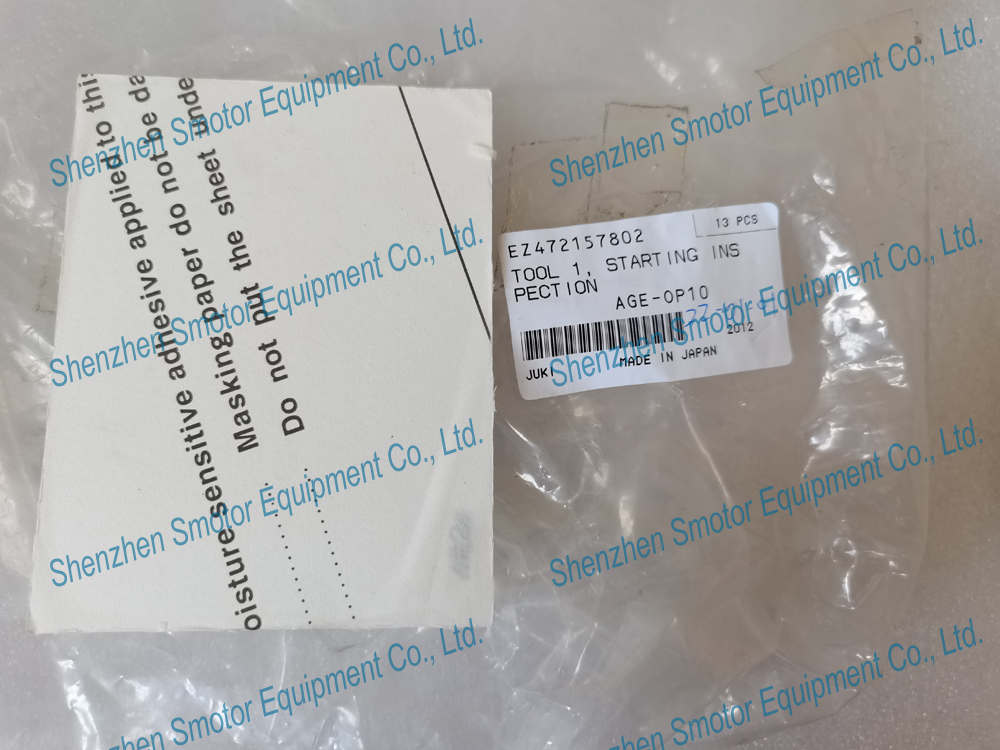 oisture sensitive adhesive applied to this
Masking paper do not be da
Do not put the sheet unde
EZ472157802
13 PCS
TOOL 1, STARTING INS
PECTION
AGE-OP10
2012
JUKI
MADE IN JAPAN
Shenzhen Smotor Equipment Co., Ltd.
Shenzhen Smotor Equipment Co., Ltd.
Shenzhen Smotor Equipment Co., Ltd.
Shenzhen Smotor Equipment Co., Ltd.
Shenzhen Smotor Equipment Co., Ltd.
Shenzhen Smotor Equipment Co., Ltd.
Shenzhen Smotor Equipment Co., Ltd.
Shenzhen Smotor Equipment Co., Ltd.